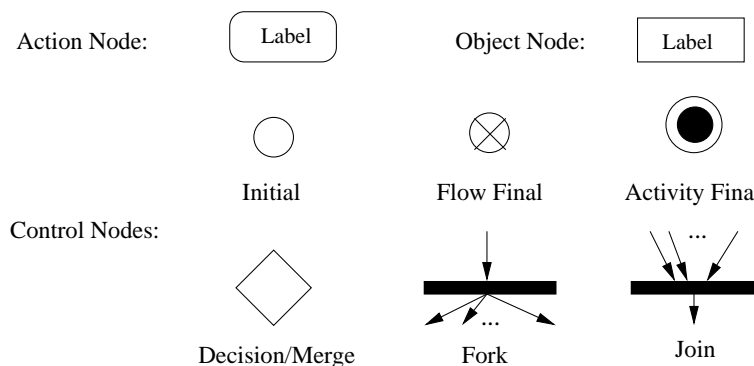 Action Node:
Label
Object Node:
Label
Initial
Flow Final
Activity Fina
Control Nodes:
...
...
Decision/Merge
Fork
Join